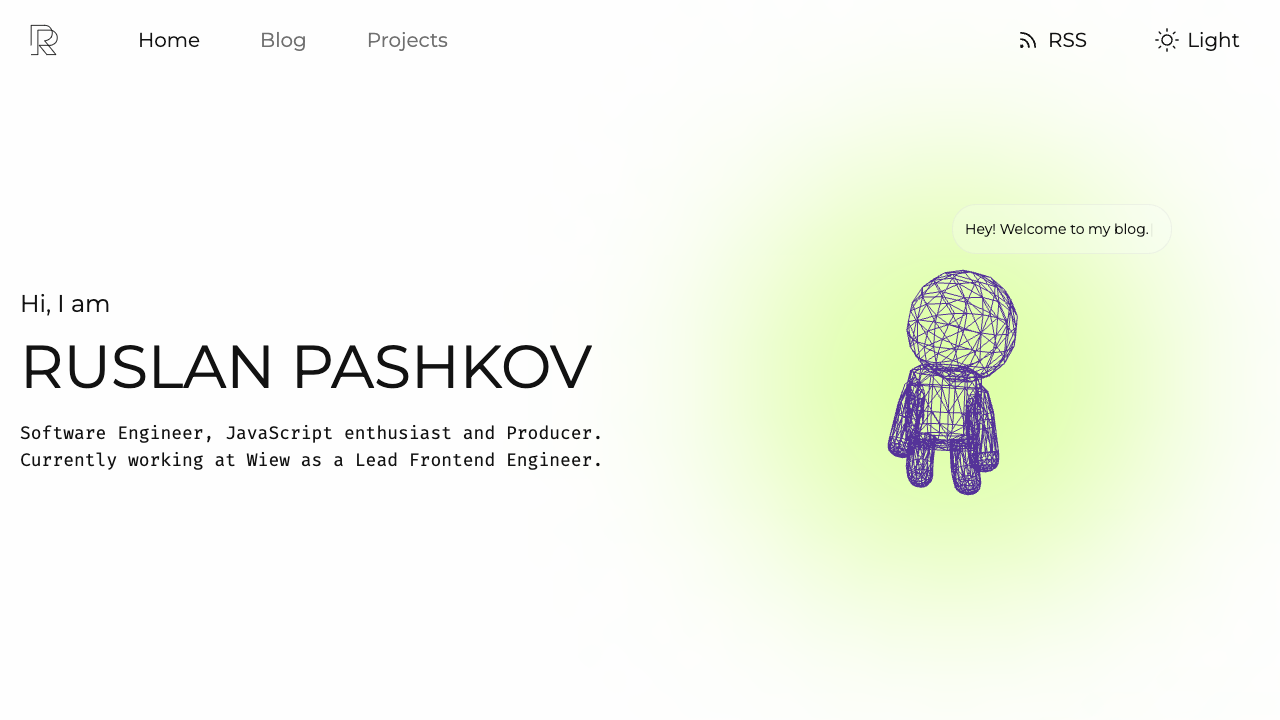 R
Home
Blog
Projects
RSS
Light
Hey! Welcome to my blog.
Hi, I am
RUSLAN PASHKOV
Software Engineer, JavaScript enthusiast and Producer.
Currently working at Wiew as a Lead Frontend Engineer.